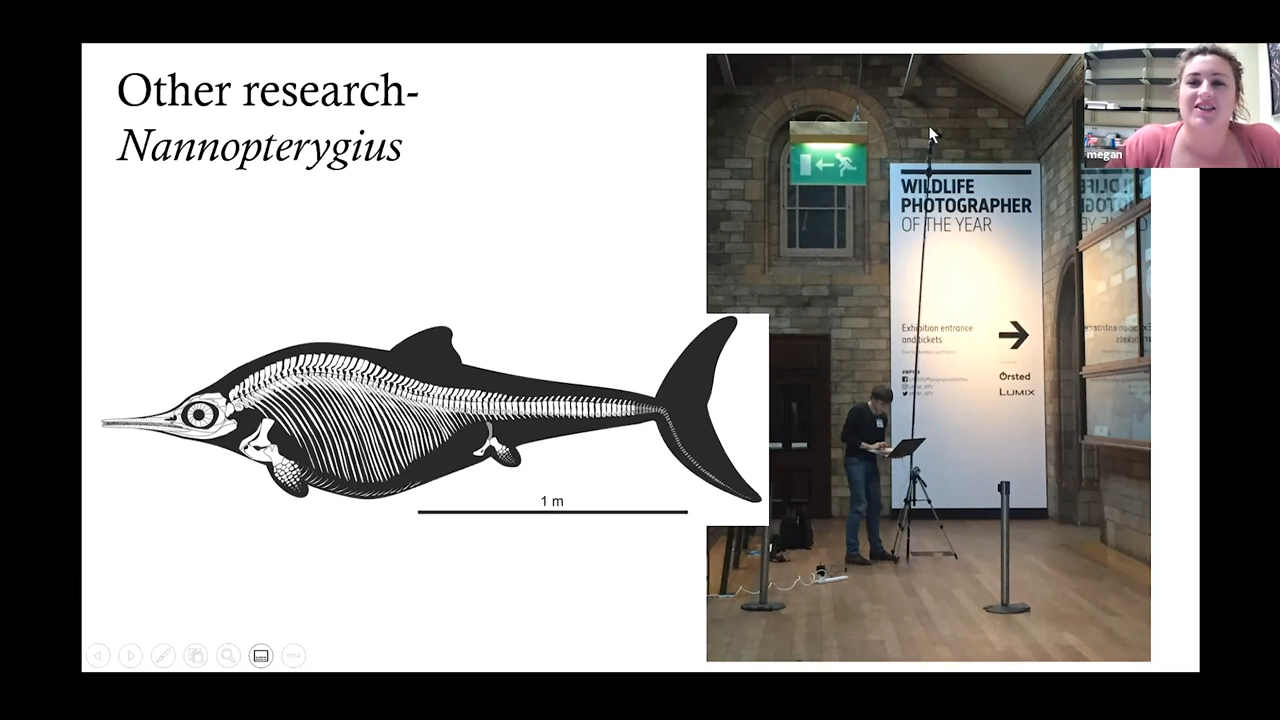 Other research-
Nannopterygius
megan
WILDLIFE
PHOTOGRAPHER
OF THE YEAR
Exhibition entrance
and tickets
Ørsted
LUMIX
1 m